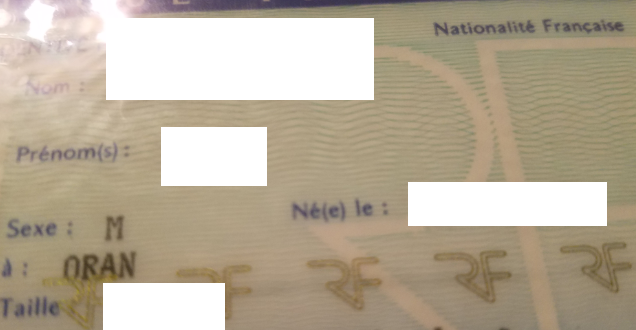 Nationalité Française
Nom :
Prénom(s) :
Né(e) le :
Sexe : M
à : ORAN
RF RF RF RF
Taille